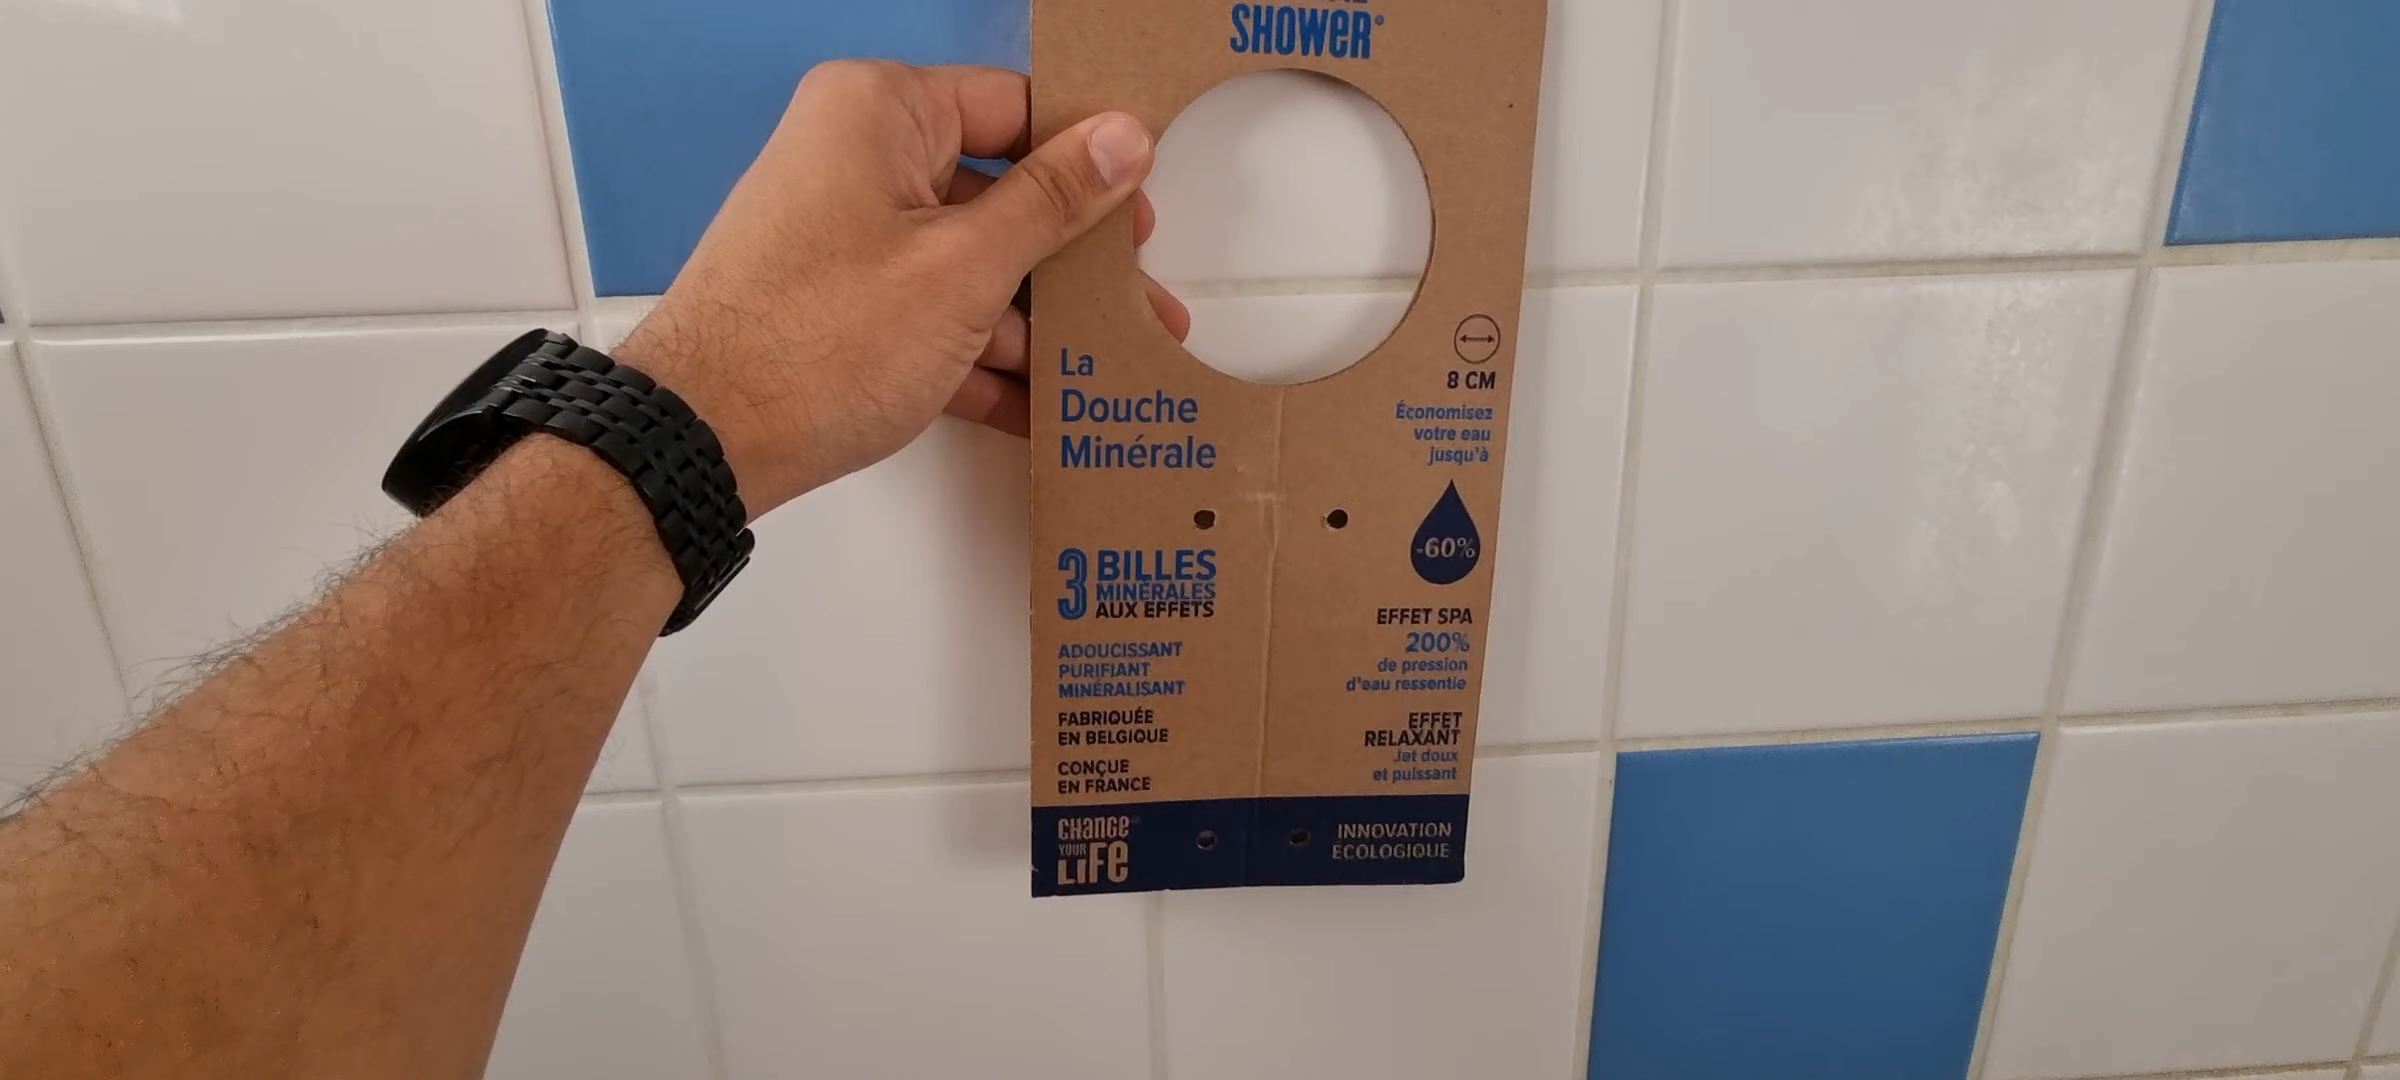 SHOWER®
La
Douche
Minérale
8 CM
Économisez
votre eau
jusqu'à
-60%
3 BILLES
MINÉRALES
AUX EFFETS
ADOUCISSANT
PURIFIANT
MINÉRALISANT
FABRIQUÉE
EN BELGIQUE
CONÇUE
EN FRANCE
EFFET SPA
200%
de pression
d'eau ressentie
EFFET
RELAXANT
Jet doux
et puissant
CHANGE
YOUR
LIFE
INNOVATION
ÉCOLOGIQUE